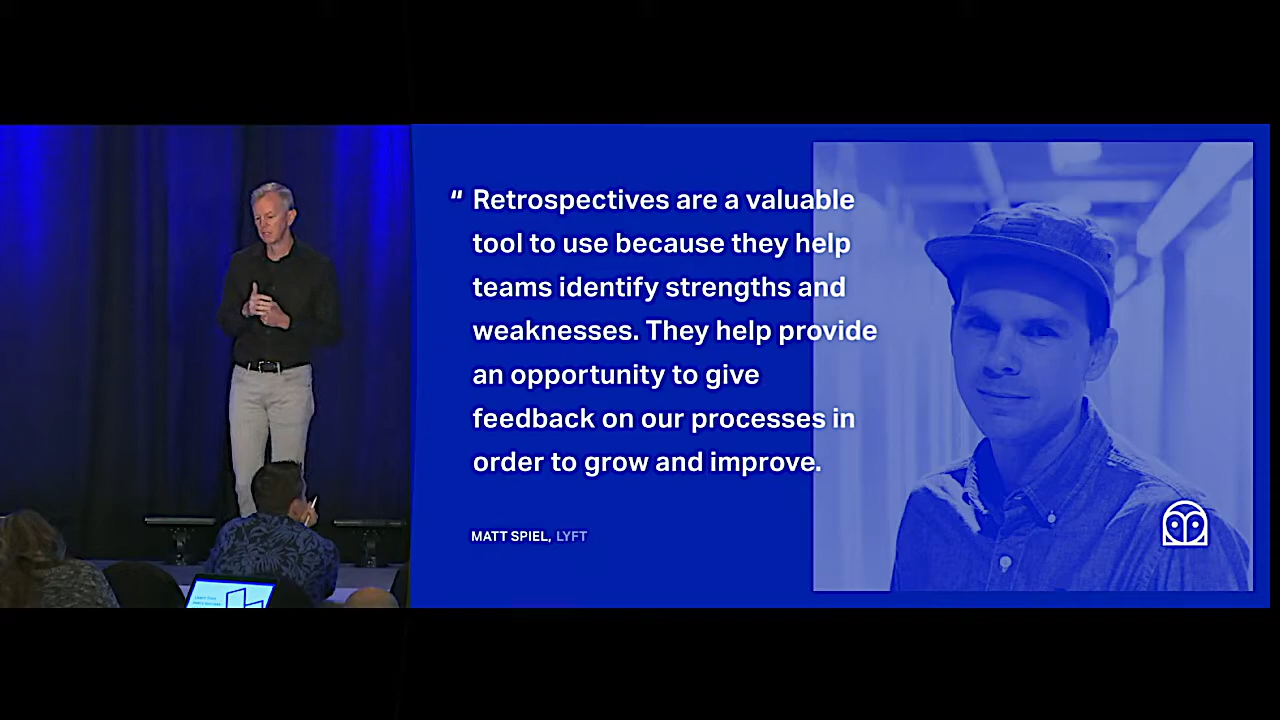 “ Retrospectives are a valuable
tool to use because they help
teams identify strengths and
weaknesses. They help provide
an opportunity to give
feedback on our processes in
order to grow and improve.
MATT SPIEL, LYFT